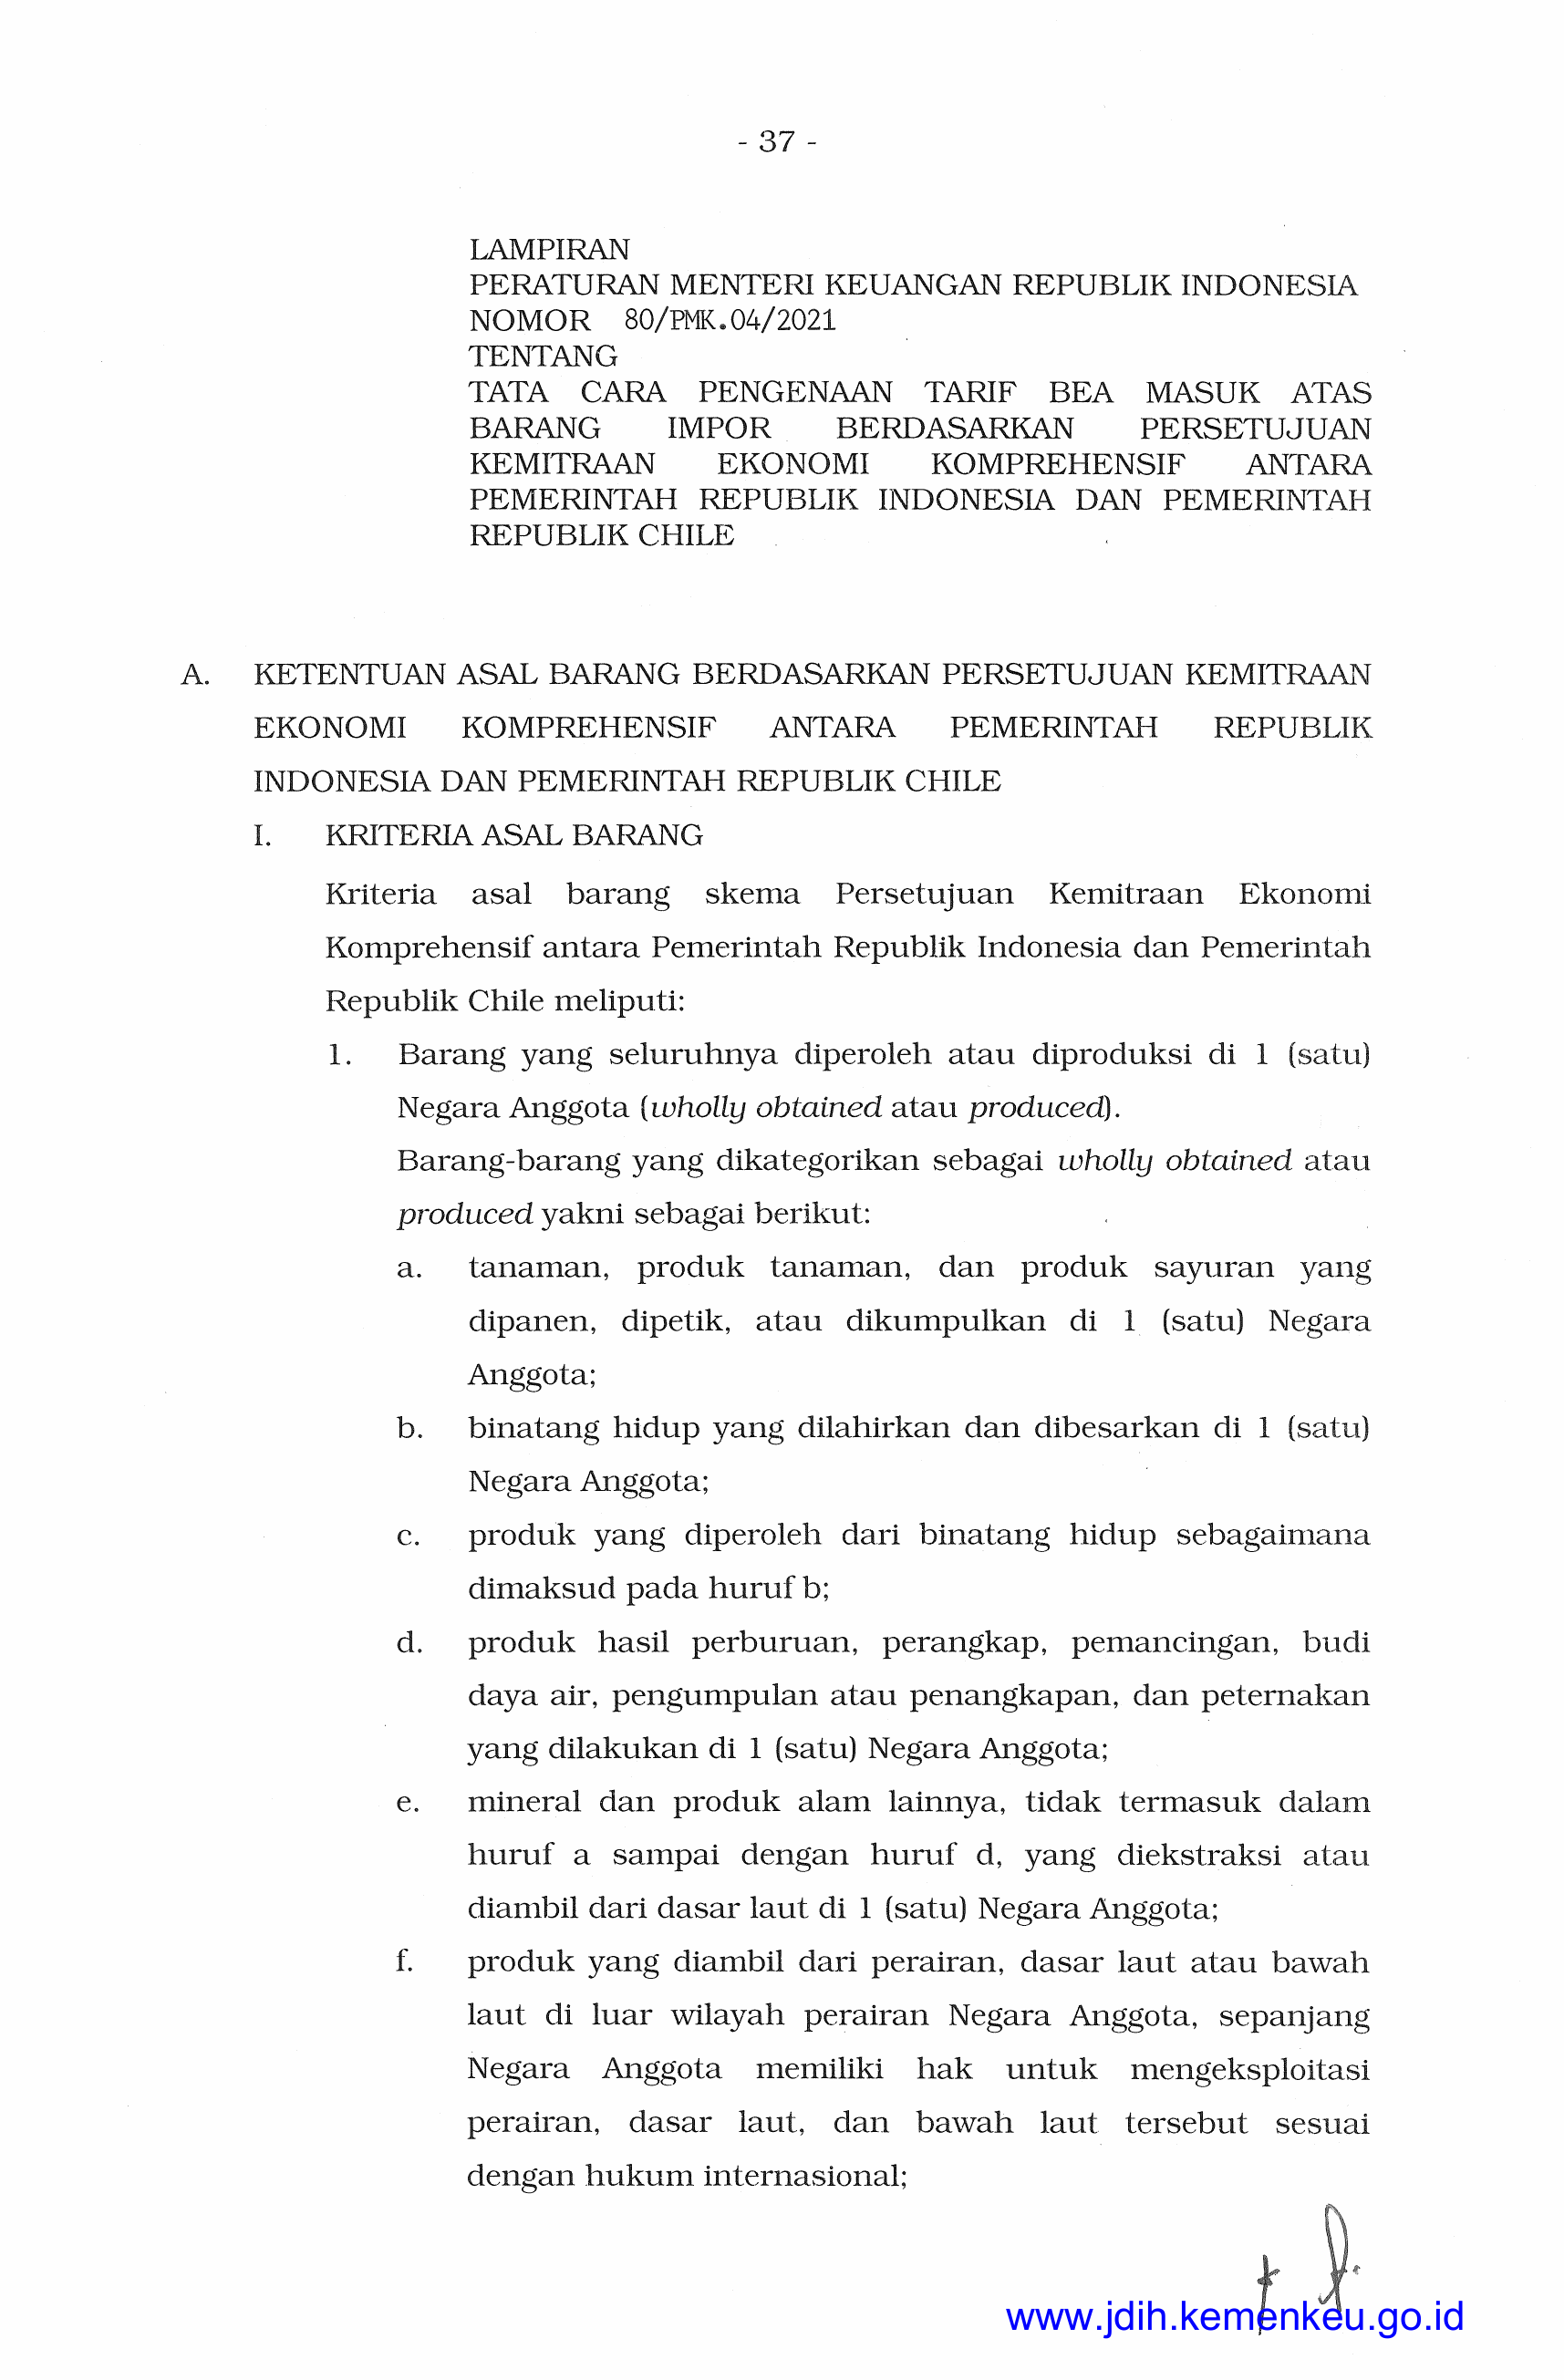 - 37 -
LAMPIRAN
PERATURAN MENTERI KEUANGAN REPUBLIK INDONESIA
NOMOR 80/PMK.04/2021
TENTANG
TATA CARA PENGENAAN TARIF BEA MASUK ATAS
BARANG IMPOR BERDASARKAN PERSETUJUAN
KEMITRAAN EKONOMI KOMPREHENSIF ANTARA
PEMERINTAH REPUBLIK INDONESIA DAN PEMERINTAH
REPUBLIK CHILE
A. KETENTUAN ASAL BARANG BERDASARKAN PERSETUJUAN KEMITRAAN
EKONOMI KOMPREHENSIF ANTARA PEMERINTAH REPUBLIK
INDONESIA DAN PEMERINTAH REPUBLIK CHILE
I. KRITERIA ASAL BARANG
Kriteria asal barang skema Persetujuan Kemitraan Ekonomi
Komprehensif antara Pemerintah Republik Indonesia dan Pemerintah
Republik Chile meliputi:
1. Barang yang seluruhnya diperoleh atau diproduksi di 1 (satu)
Negara Anggota (wholly obtained atau produced).
Barang-barang yang dikategorikan sebagai wholly obtained atau
produced yakni sebagai berikut:
a. tanaman, produk tanaman, dan produk sayuran yang
dipanen, dipetik, atau dikumpulkan di 1 (satu) Negara
Anggota;
b. binatang hidup yang dilahirkan dan dibesarkan di 1 (satu)
Negara Anggota;
c. produk yang diperoleh dari binatang hidup sebagaimana
dimaksud pada huruf b;
d. produk hasil perburuan, perangkap, pemancingan, budi
daya air, pengumpulan atau penangkapan, dan peternakan
yang dilakukan di 1 (satu) Negara Anggota;
e. mineral dan produk alam lainnya, tidak termasuk dalam
huruf a sampai dengan huruf d, yang diekstraksi atau
diambil dari dasar laut di 1 (satu) Negara Anggota;
f. produk yang diambil dari perairan, dasar laut atau bawah
laut di luar wilayah perairan Negara Anggota, sepanjang
Negara Anggota memiliki hak untuk mengeksploitasi
perairan, dasar laut, dan bawah laut tersebut sesuai
dengan hukum internasional;
www.jdih.kemenkeu.go.id